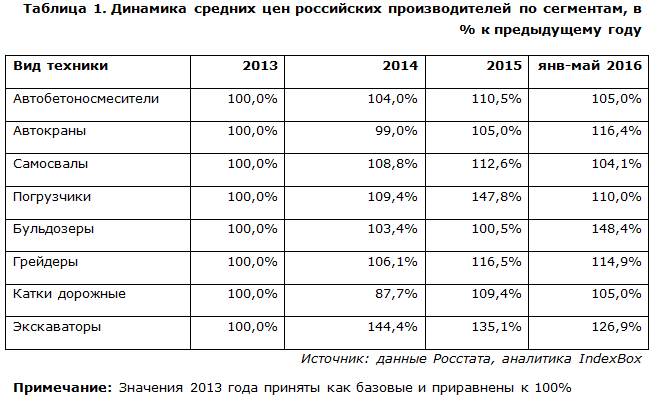 Таблица 1. Динамика средних цен российских производителей по сегментам, в
% к предыдущему году
Вид техники 2013 2014 2015 янв-май 2016
Автобетоносмесители 100,0% 104,0% 110,5% 105,0%
Автокраны 100,0% 99,0% 105,0% 116,4%
Самосвалы 100,0% 108,8% 112,6% 104,1%
Погрузчики 100,0% 109,4% 147,8% 110,0%
Бульдозеры 100,0% 103,4% 100,5% 148,4%
Грейдеры 100,0% 106,1% 116,5% 114,9%
Катки дорожные 100,0% 87,7% 109,4% 105,0%
Экскаваторы 100,0% 144,4% 135,1% 126,9%
Источник: данные Росстата, аналитика IndexBox
Примечание: Значения 2013 года приняты как базовые и приравнены к 100%